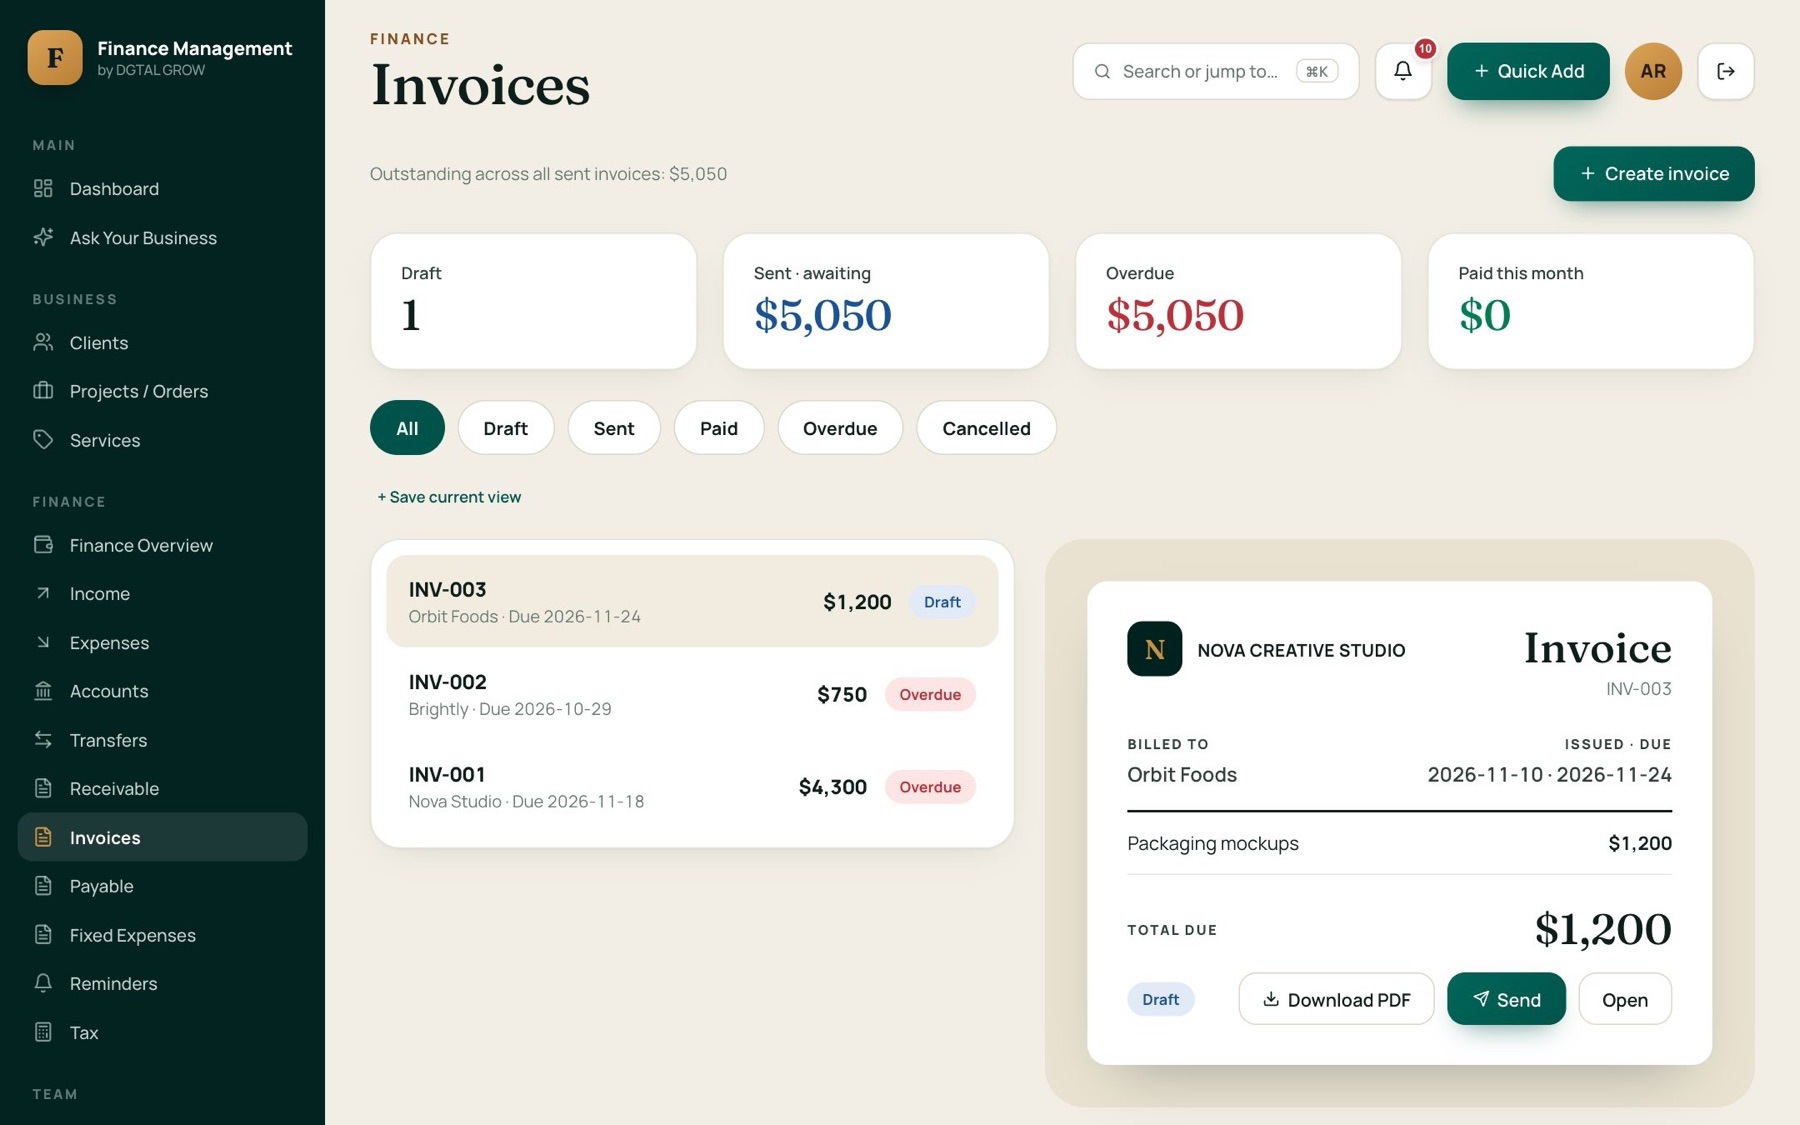 F
Finance Management
by DGTAL GROW
MAIN
Dashboard
Ask Your Business
BUSINESS
Clients
Projects / Orders
Services
FINANCE
Finance Overview
Income
Expenses
Accounts
Transfers
Receivable
Invoices
Payable
Fixed Expenses
Reminders
Tax
TEAM
FINANCE
Invoices
Search or jump to...
⌘K
10
+ Quick Add
AR
Outstanding across all sent invoices: $5,050
+ Create invoice
Draft
1
Sent · awaiting
$5,050
Overdue
$5,050
Paid this month
$0
All
Draft
Sent
Paid
Overdue
Cancelled
+ Save current view
INV-003
Orbit Foods · Due 2026-11-24
$1,200
Draft
INV-002
Brightly · Due 2026-10-29
$750
Overdue
INV-001
Nova Studio · Due 2026-11-18
$4,300
Overdue
N
NOVA CREATIVE STUDIO
Invoice
INV-003
BILLED TO
Orbit Foods
ISSUED · DUE
2026-11-10 · 2026-11-24
Packaging mockups
$1,200
TOTAL DUE
$1,200
Draft
Download PDF
Send
Open